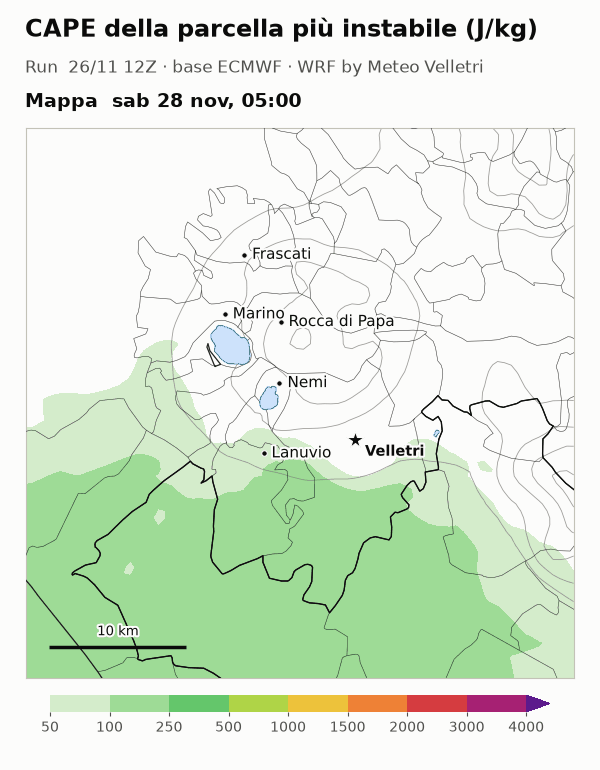 CAPE della parcella più instabile (J/kg)
Run  26/11 12Z · base ECMWF · WRF by Meteo Velletri
Mappa  sab 28 nov, 05:00
Frascati
Marino
Rocca di Papa
Nemi
Velletri
Lanuvio
10 km
50 100 250 500 1000 1500 2000 3000 4000